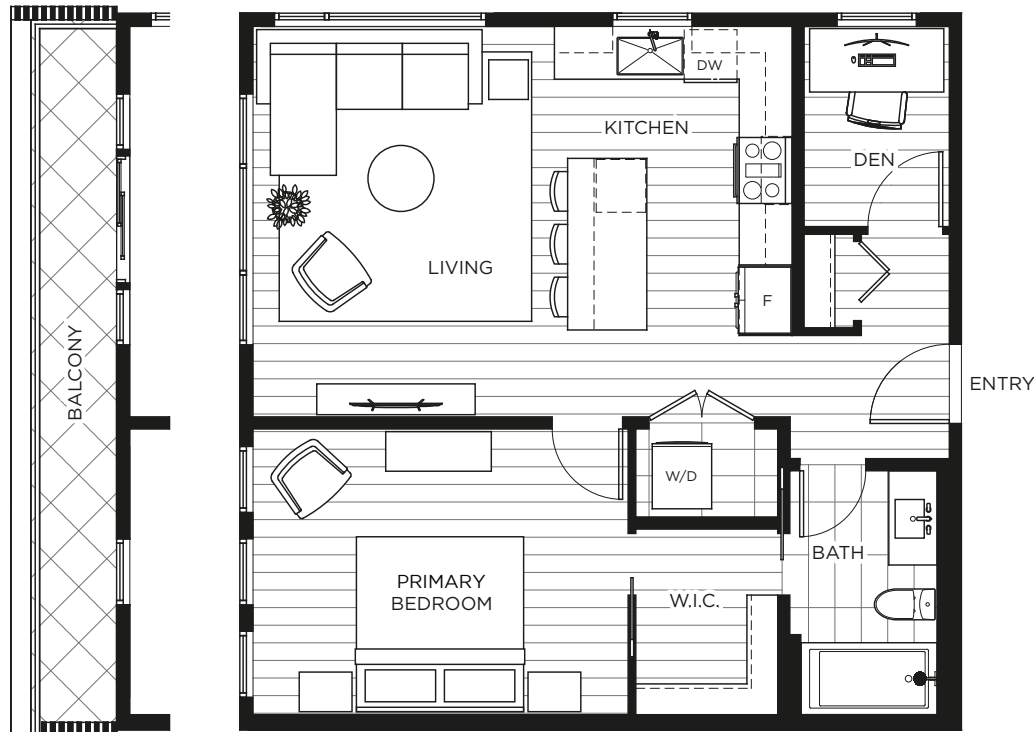 DW
KITCHEN
DEN
LIVING
F
BALCONY
ENTRY
W/D
BATH
PRIMARY
BEDROOM
W.I.C.